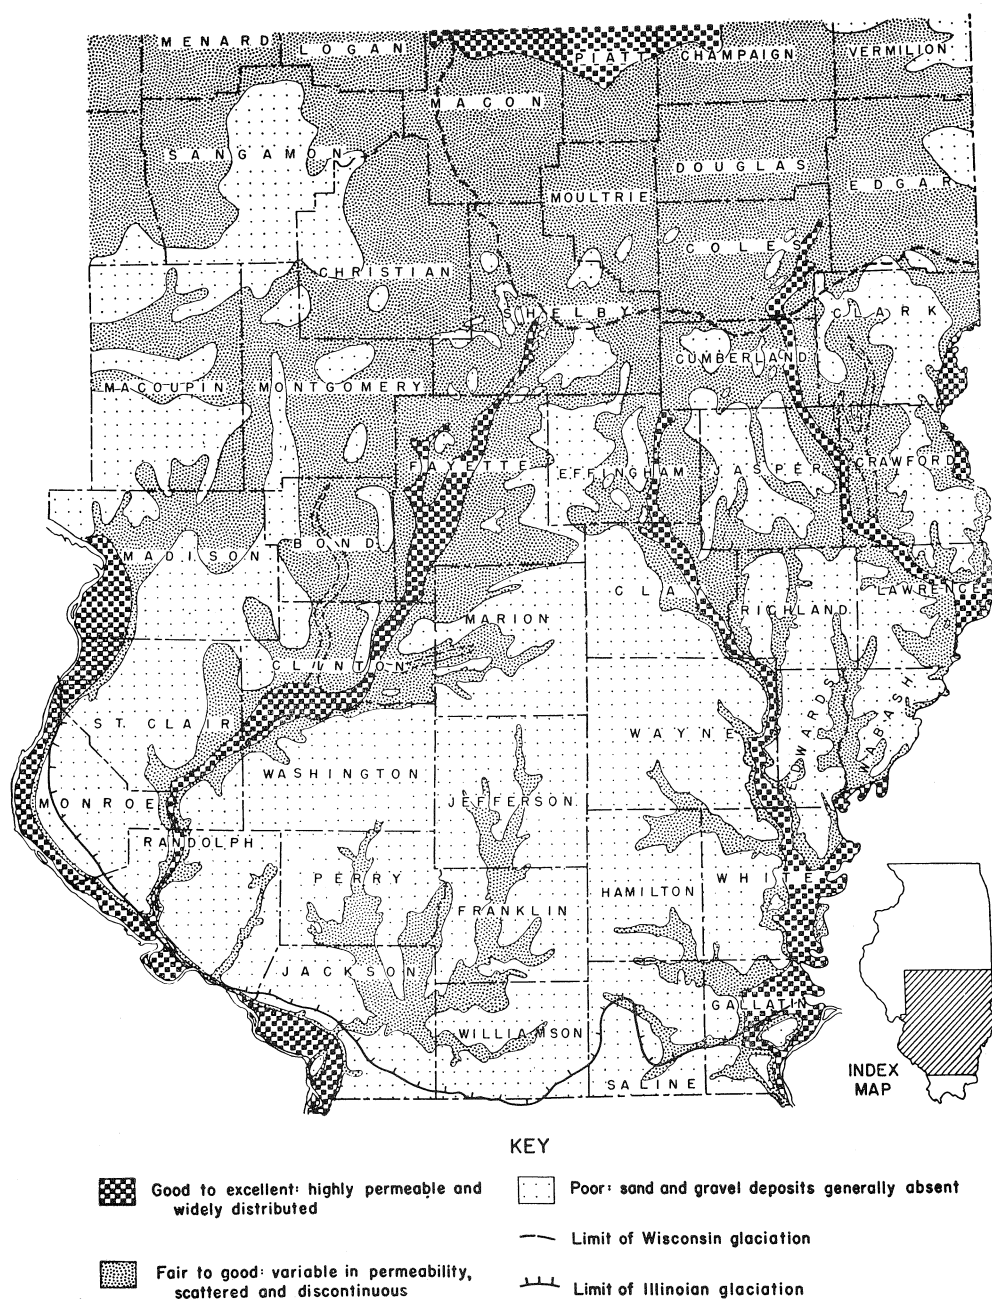 MENARD
LOGAN
PIATT
CHAMPAIGN
VERMILION
MACON
SANGAMON
DOUGLAS
MOULTRIE
EDGAR
COLES
CHRISTIAN
SHELBY
CLARK
CUMBERLAND
MACOUPIN
MONTGOMERY
FAYETTE
EFFINGHAM
JASPER
CRAWFORD
MADISON
BOND
CLA
RICHLAND
LAWRENCE
MARION
CLINTON
ST. CLAIR
WAYNE
EDWARDS
WABASH
WASHINGTON
MONROE
JEFFERSON
RANDOLPH
PERRY
HAMILTON
WHITE
FRANKLIN
JACKSON
GALLATIN
WILLIAMSON
SALINE
INDEX
MAP
KEY
Good to excellent: highly permeable and
widely distributed
Fair to good: variable in permeability,
scattered and discontinuous
Poor: sand and gravel deposits generally absent
Limit of Wisconsin glaciation
Limit of Illinoian glaciation